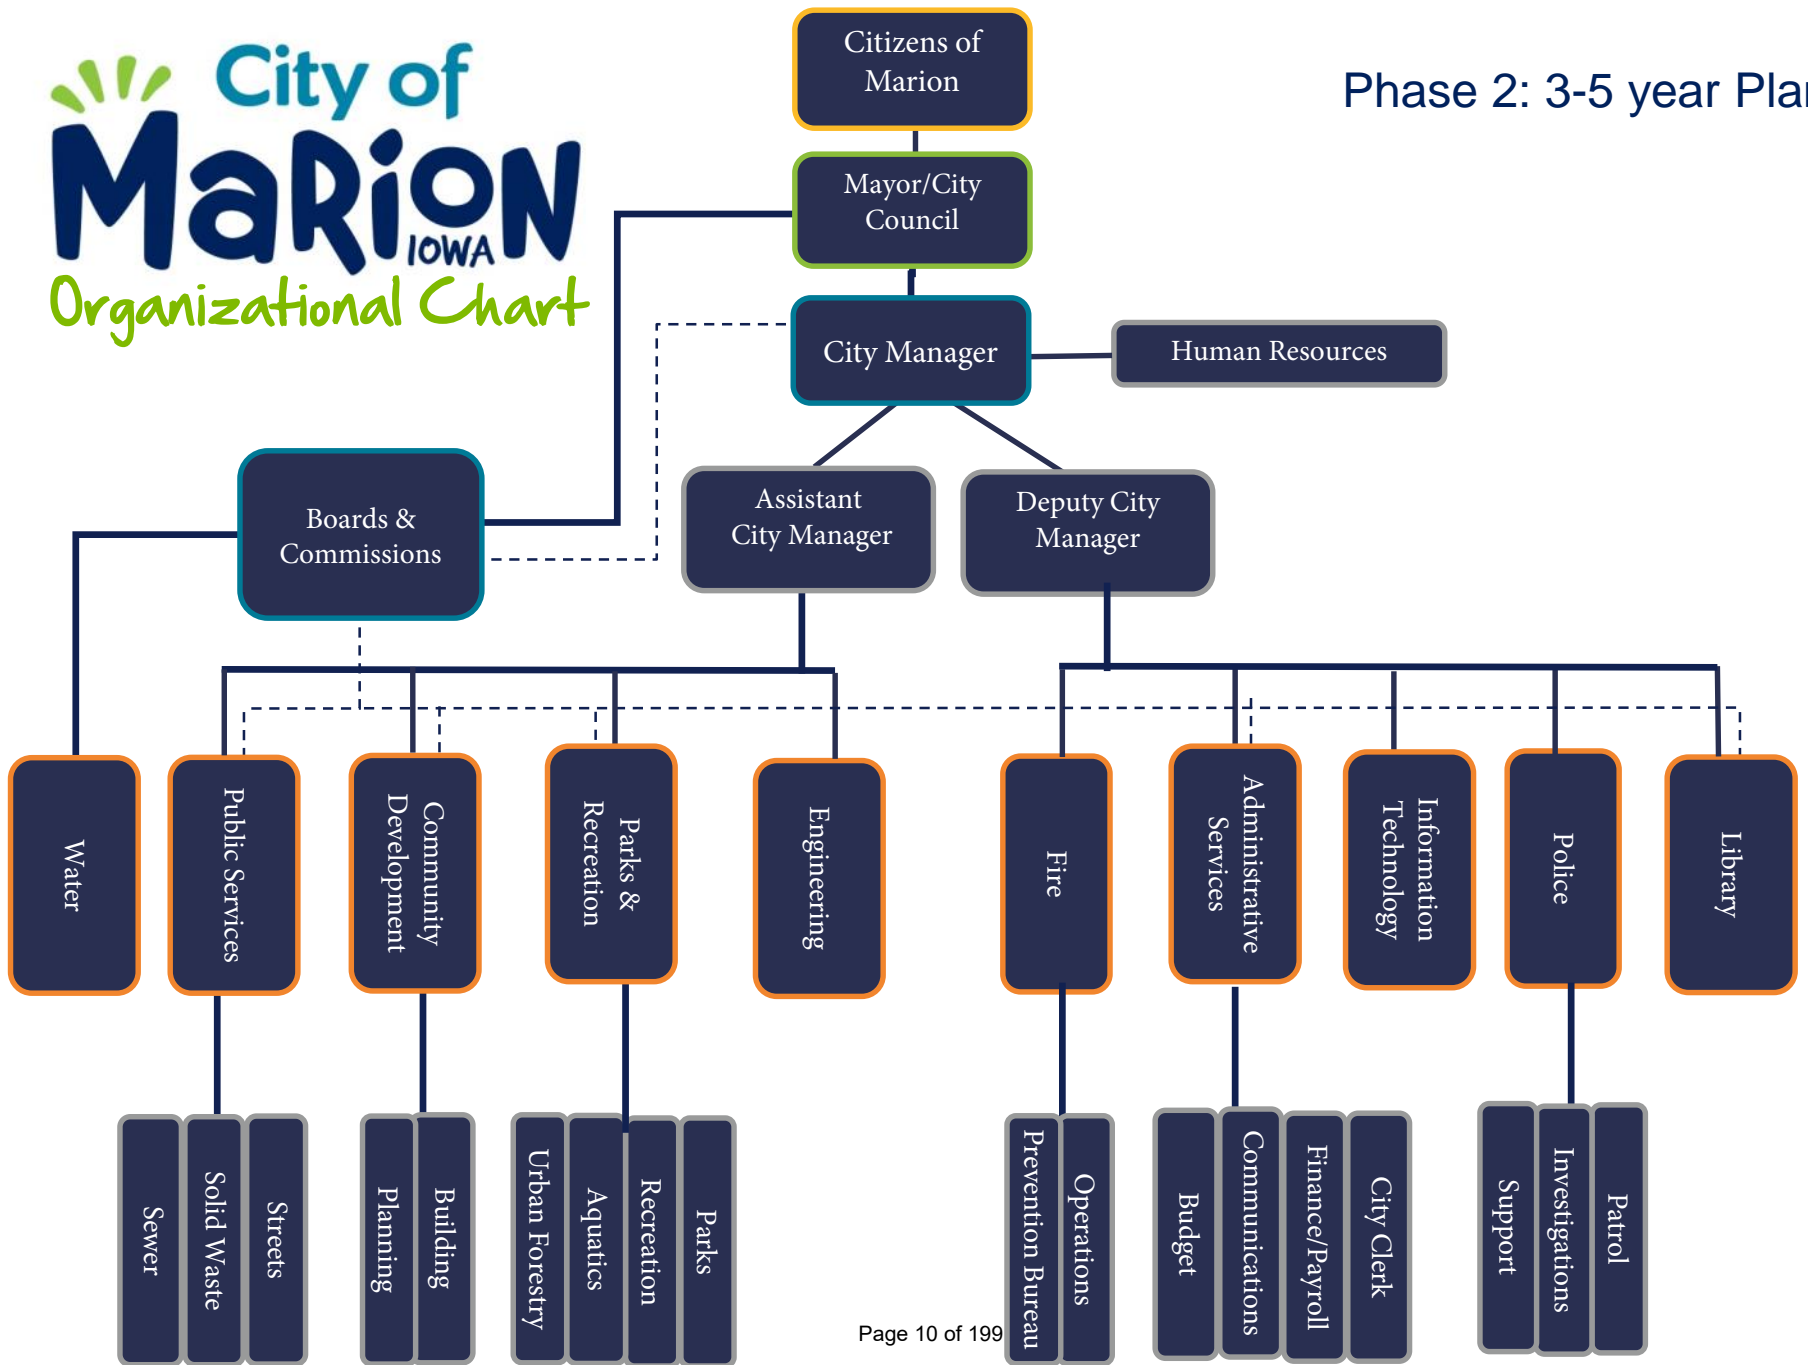 City of
MaRioN
IOWA
Organizational Chart
Phase 2: 3-5 year Plan
Citizens of
Marion
Mayor/City
Council
City Manager
Human Resources
Boards &
Commissions
Assistant
City Manager
Deputy City
Manager
Water
Public Services
Community
Development
Parks &
Recreation
Engineering
Fire
Administrative
Services
Information
Technology
Police
Library
Sewer
Solid Waste
Streets
Planning
Building
Urban Forestry
Aquatics
Recreation
Parks
Prevention Bureau
Operations
Budget
Communications
Finance/Payroll
City Clerk
Support
Investigations
Patrol
Page 10 of 199